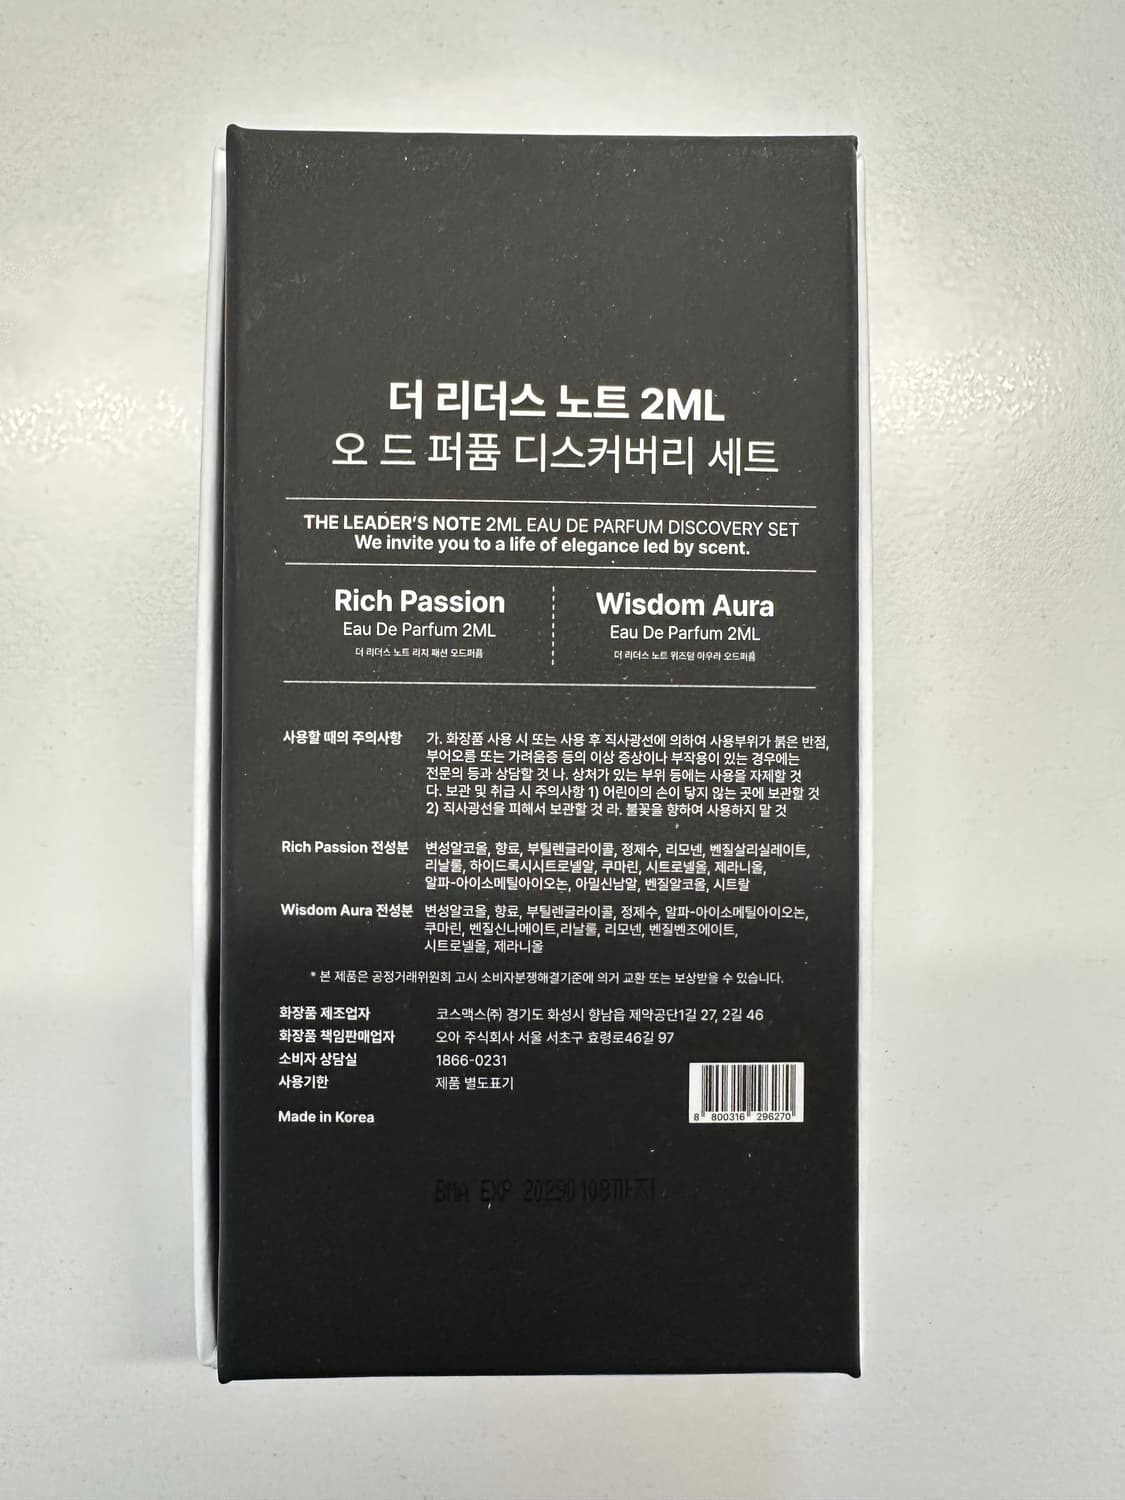 더 리더스 노트 2ML
오 드 퍼퓸 디스커버리 세트
THE LEADER'S NOTE 2ML EAU DE PARFUM DISCOVERY SET
We invite you to a life of elegance led by scent.
Rich Passion
Eau De Parfum 2ML
더 리더스 노트 리치 패션 오드퍼퓸
Wisdom Aura
Eau De Parfum 2ML
더 리더스 노트 위즈덤 아우라 오드퍼퓸
사용할 때의 주의사항
가. 화장품 사용 시 또는 사용 후 직사광선에 의하여 사용부위가 붉은 반점,
부어오름 또는 가려움증 등의 이상 증상이나 부작용이 있는 경우에는
전문의 등과 상담할 것 나. 상처가 있는 부위 등에는 사용을 자제할 것
다. 보관 및 취급 시 주의사항 1) 어린이의 손이 닿지 않는 곳에 보관할 것
2) 직사광선을 피해서 보관할 것 라. 불꽃을 향하여 사용하지 말 것
Rich Passion 전성분
변성알코올, 향료, 부틸렌글라이콜, 정제수, 리모넨, 벤질살리실레이트,
리날룰, 하이드록시시트로넬알, 쿠마린, 시트로넬올, 제라니올,
알파-아이소메틸아이오논, 아밀신남알, 벤질알코올, 시트랄
Wisdom Aura 전성분
변성알코올, 향료, 부틸렌글라이콜, 정제수, 알파-아이소메틸아이오논,
쿠마린, 벤질신나메이트,리날룰, 리모넨, 벤질벤조에이트,
시트로넬올, 제라니올
* 본 제품은 공정거래위원회 고시 소비자분쟁해결기준에 의거 교환 또는 보상받을 수 있습니다.
화장품 제조업자 코스맥스㈜ 경기도 화성시 향남읍 제약공단1길 27, 2길 46
화장품 책임판매업자 오아 주식회사 서울 서초구 효령로46길 97
소비자 상담실 1866-0231
사용기한 제품 별도표기
Made in Korea
8 800316 296270
BMA EXP 20290108까지